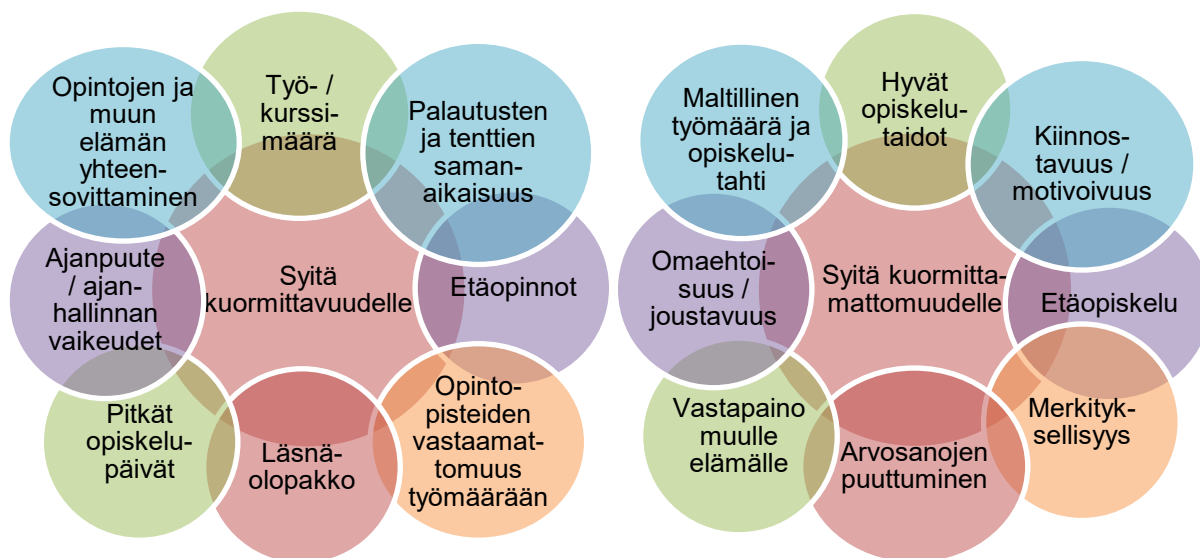 Opintojen ja
muun
elämän
yhteen-
sovittaminen
Työ- /
kurssi-
määrä
Palautusten
ja tenttien
saman-
aikaisuus
Ajanpuute
/ ajan-
hallinnan
vaikeudet
Syitä
kuormittavuudelle
Etäopinnot
Pitkät
opiskelu-
päivät
Läsnä-
olopakko
Opinto-
pisteiden
vastaamat-
tomuus
työmäärään
Maltillinen
työmäärä ja
opiskelu-
tahti
Hyvät
opiskelu-
taidot
Kiinnos-
tavuus /
motivoivuus
Omaehtoi-
suus /
joustavuus
Syitä kuormitta-
mattomuudelle
Etäopiskelu
Vastapaino
muulle
elämälle
Arvosanojen
puuttuminen
Merkityk-
sellisyys